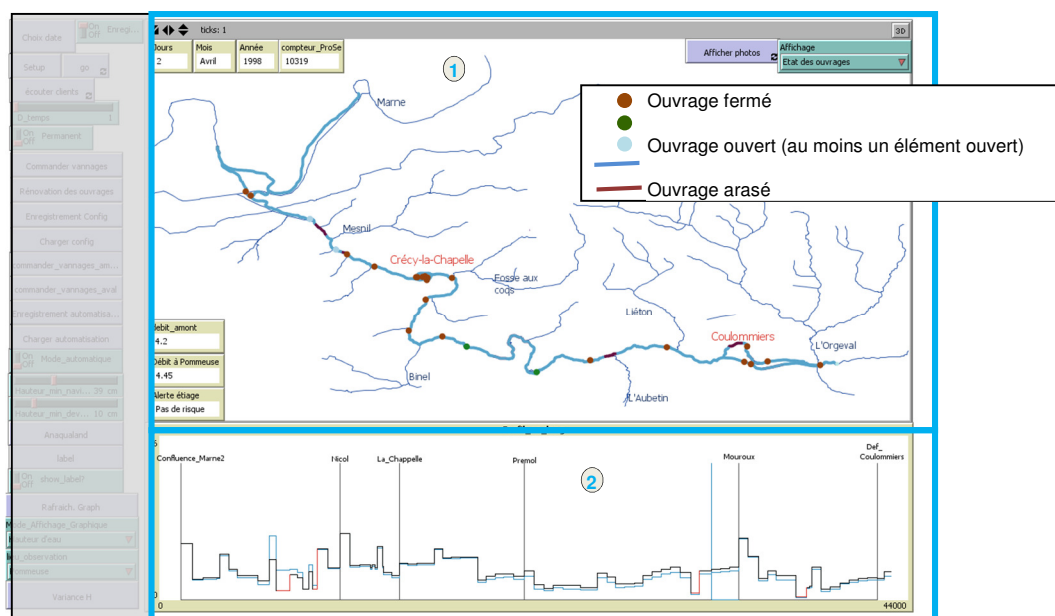 Choix date
On
Off
Enregi...
Setup
go
écouter clients
D_temps
1
On
Off
Permanent
Commander vannages
Rénovation des ouvrages
Enregistrement Config
Charger config
commander_vannages_am...
commander_vannages_aval
Enregistrement automatisa...
Charger automatisation
On
Off
Mode_automatique
Hauteur_min_navi... 39 cm
Hauteur_min_dev... 10 cm
Anaqualand
label
On
Off
show_label?
Rafraich. Graph
Mode_Affichage_Graphique
Hauteur d'eau
lieu_observation
Pommeuse
Variance H
ticks: 1
3D
Jours
2
Mois
Avril
Année
1998
compteur_ProSe
10319
Afficher photos
Affichage
Etat des ouvrages
1
Ouvrage fermé
Ouvrage ouvert (au moins un élément ouvert)
Ouvrage arasé
Marne
Mesnil
Crécy-la-Chapelle
Fosse aux
coqs
Liéton
Coulommiers
L'Orgeval
Binel
L'Aubetin
debit_amont
4.2
Débit à Pommeuse
4.45
Alerte étiage
Pas de risque
Confluence_Marne2
Nicol
La_Chappelle
Premol
Mouroux
Def_
Coulommiers
2
0
0
44000